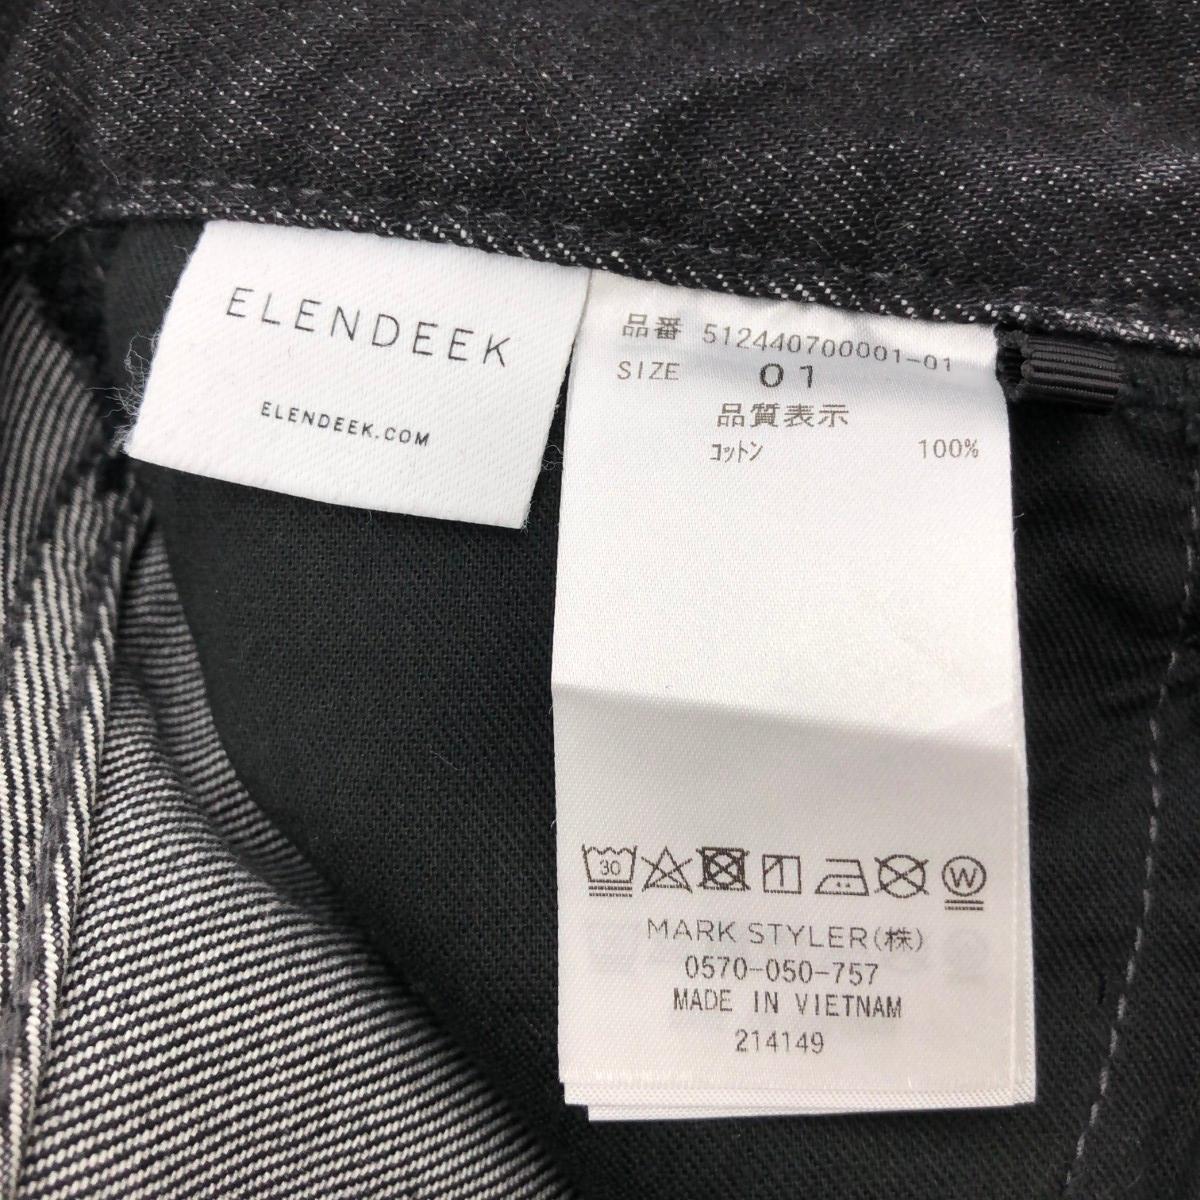 ELENDEEK
ELENDEEK.COM
品番 512440700001-01
SIZE 01
品質表示
ｺｯﾄﾝ 100%
30 W
MARK STYLER(株)
0570-050-757
MADE IN VIETNAM
214149